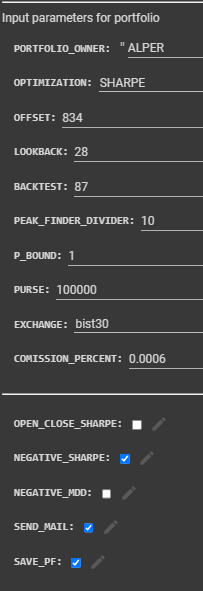 Input parameters for portfolio
PORTFOLIO_OWNER: " ALPER
OPTIMIZATION: SHARPE
OFFSET: 834
LOOKBACK: 28
BACKTEST: 87
PEAK_FINDER_DIVIDER: 10
P_BOUND: 1
PURSE: 100000
EXCHANGE: bist30
COMISSION_PERCENT: 0.0006
OPEN_CLOSE_SHARPE:
NEGATIVE_SHARPE:
NEGATIVE_MDD:
SEND_MAIL:
SAVE_PF: